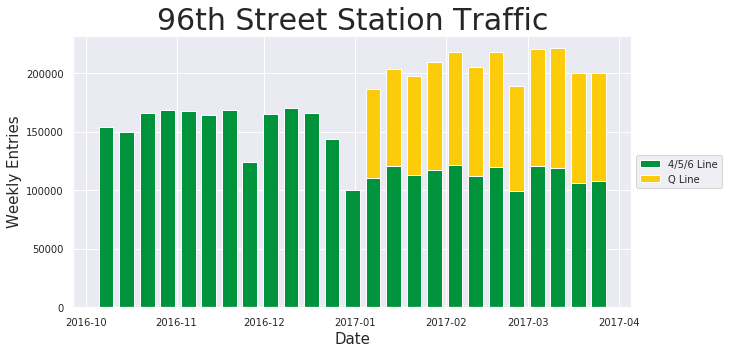 96th Street Station Traffic
Weekly Entries
200000
150000
100000
50000
0
2016-10 2016-11 2016-12 2017-01 2017-02 2017-03 2017-04
Date
4/5/6 Line
Q Line